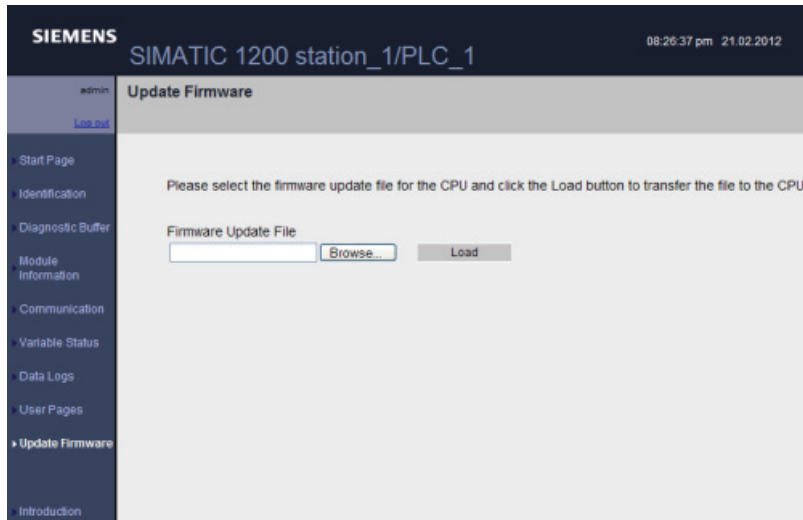 SIEMENS
SIMATIC 1200 station_1/PLC_1
08:26:37 pm 21.02.2012
admin
Log out
Update Firmware
Start Page
Identification
Diagnostic Buffer
Module
Information
Communication
Variable Status
Data Logs
User Pages
Update Firmware
Introduction
Please select the firmware update file for the CPU and click the Load button to transfer the file to the CPU
Firmware Update File
Browse...
Load